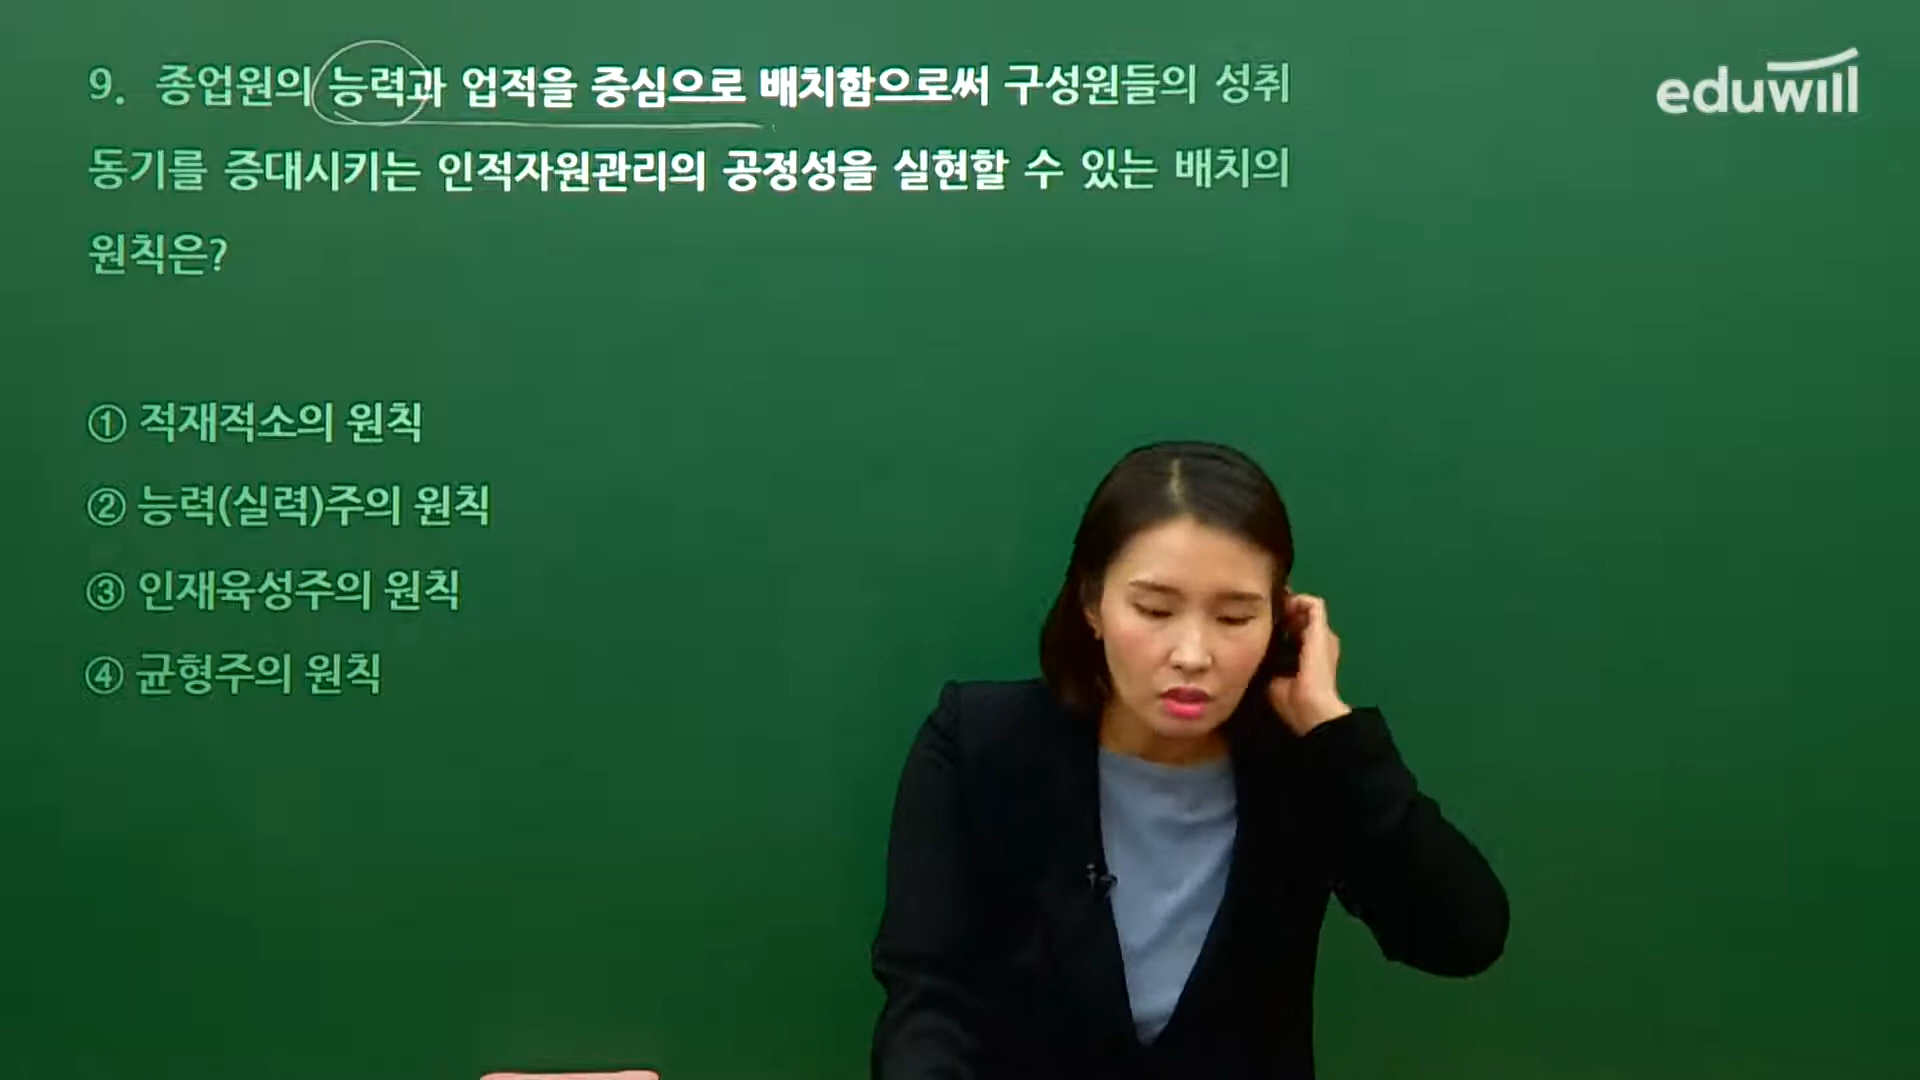 eduwill
9. 종업원의 능력과 업적을 중심으로 배치함으로써 구성원들의 성취
동기를 증대시키는 인적자원관리의 공정성을 실현할 수 있는 배치의
원칙은?
① 적재적소의 원칙
② 능력(실력)주의 원칙
③ 인재육성주의 원칙
④ 균형주의 원칙